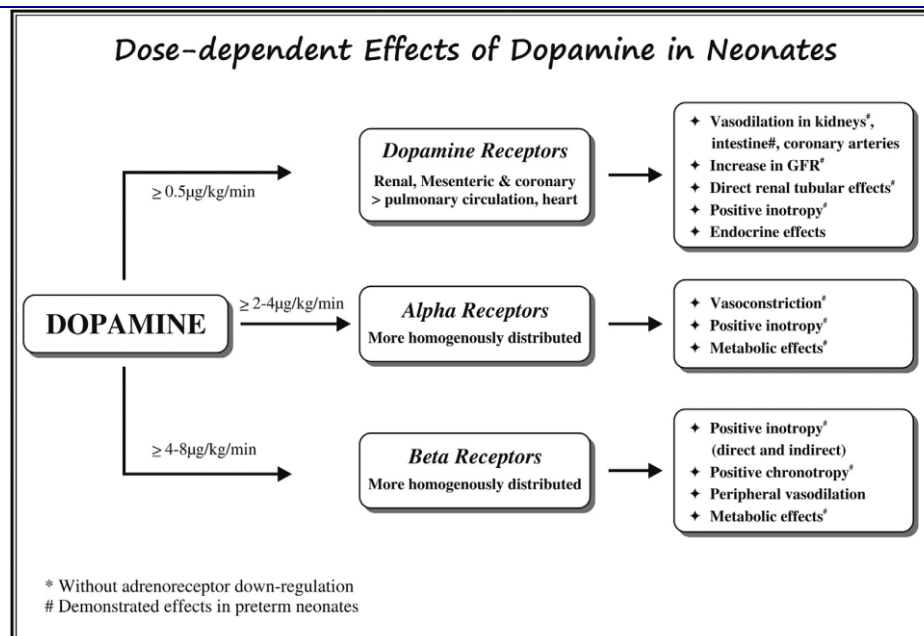 Dose-dependent Effects of Dopamine in Neonates
≥ 0.5µg/kg/min
Dopamine Receptors
Renal, Mesenteric & coronary
> pulmonary circulation, heart
✦ Vasodilation in kidneys#,
intestine#, coronary arteries
✦ Increase in GFR#
✦ Direct renal tubular effects#
✦ Positive inotropy#
✦ Endocrine effects
DOPAMINE
≥ 2-4µg/kg/min
Alpha Receptors
More homogenously distributed
✦ Vasoconstriction#
✦ Positive inotropy#
✦ Metabolic effects#
≥ 4-8µg/kg/min
Beta Receptors
More homogenously distributed
✦ Positive inotropy#
(direct and indirect)
✦ Positive chronotropy#
✦ Peripheral vasodilation
✦ Metabolic effects#
* Without adrenoreceptor down-regulation
# Demonstrated effects in preterm neonates